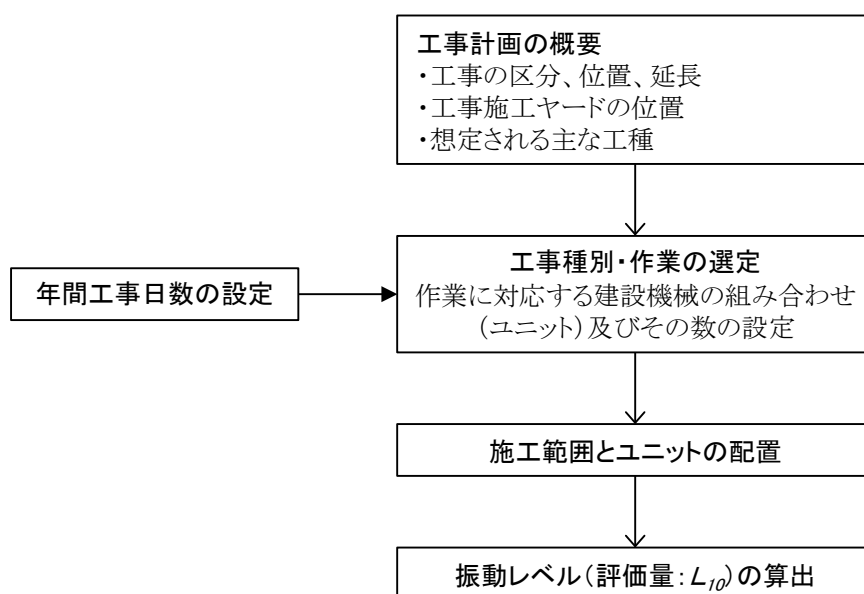 工事計画の概要
・工事の区分、位置、延長
・工事施工ヤードの位置
・想定される主な工種
年間工事日数の設定
工事種別・作業の選定
作業に対応する建設機械の組み合わせ
（ユニット）及びその数の設定
施工範囲とユニットの配置
振動レベル（評価量：L10）の算出